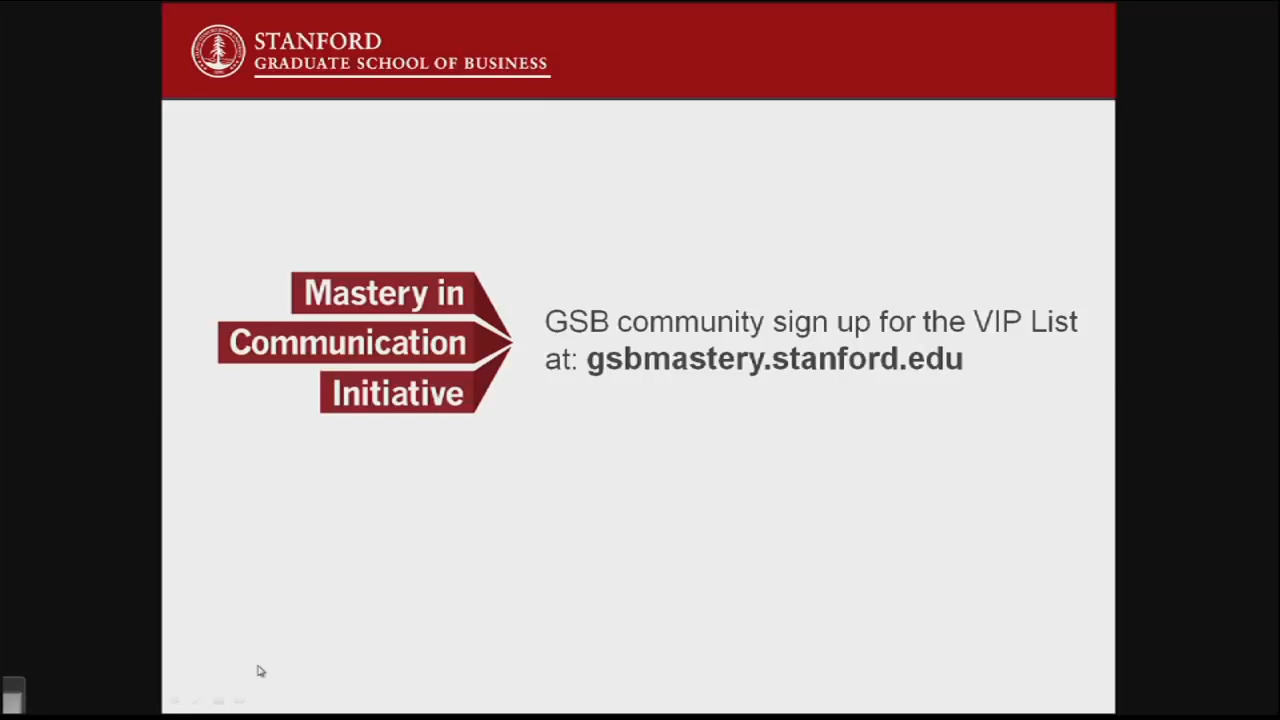 STANFORD
GRADUATE SCHOOL OF BUSINESS
Mastery in
Communication
Initiative
GSB community sign up for the VIP List
at: gsbmastery.stanford.edu